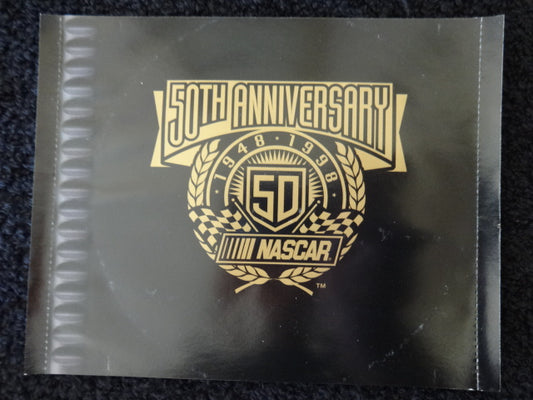 50TH ANNIVERSARY
1948 · 1998
50
NASCAR
TM